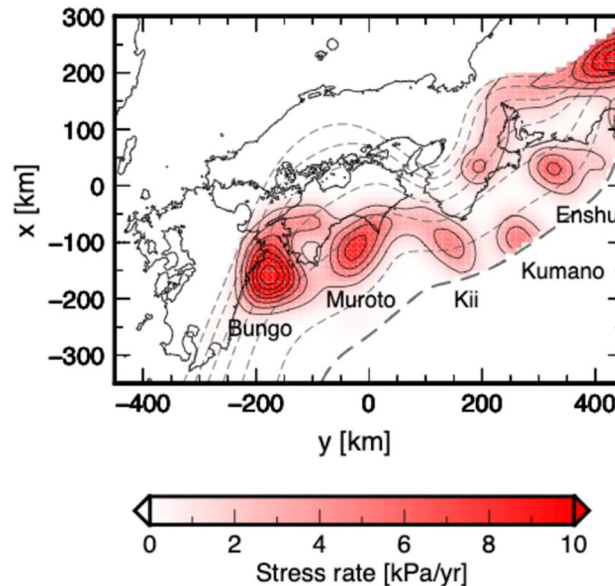 300
200
100
0
−100
−200
−300
x [km]
Enshu
Kumano
Kii
Muroto
Bungo
−400 −200 0 200 400
y [km]
0 2 4 6 8 10
Stress rate [kPa/yr]